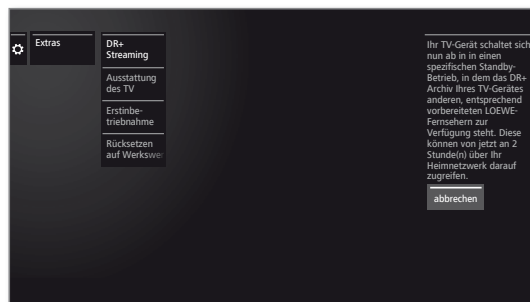 Extras
DR+
Streaming
Ausstattung
des TV
Erstinbe-
triebnahme
Rücksetzen
auf Werkswer
Ihr TV-Gerät schaltet sich
nun ab in in einen
spezifischen Standby-
Betrieb, in dem das DR+
Archiv Ihres TV-Gerätes
anderen, entsprechend
vorbereiteten LOEWE-
Fernsehern zur
Verfügung steht. Diese
können von jetzt an 2
Stunde(n) über Ihr
Heimnetzwerk darauf
zugreifen.
abbrechen